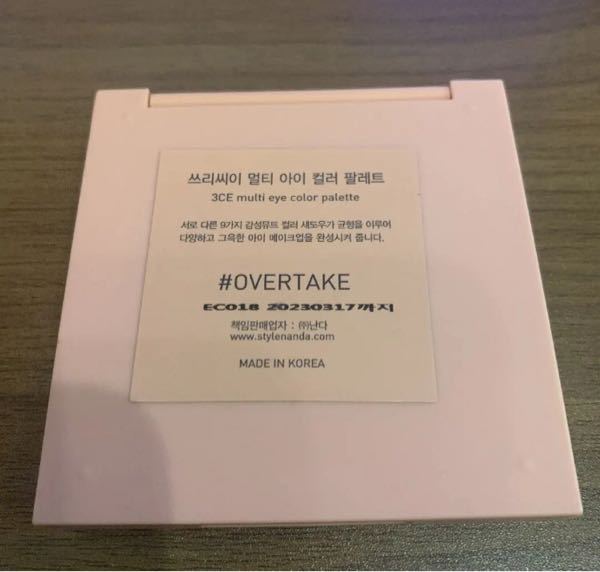 쓰리씨이 멀티 아이 컬러 팔레트
3CE multi eye color palette
서로 다른 9가지 감성뮤트 컬러 섀도우가 균형을 이루어
다양하고 그윽한 아이 메이크업을 완성시켜 줍니다.
#OVERTAKE
EC018 20230317까지
책임판매업자 : ㈜난다
www.stylenanda.com
MADE IN KOREA